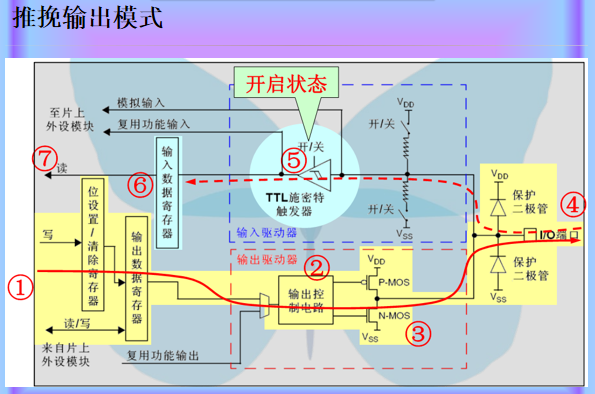 推挽输出模式
开启状态
至片上
外设模块
模拟输入
复用功能输入
⑦
读
⑥
输入数据寄存器
开/关
⑤
TTL施密特
触发器
输入驱动器
VDD
开/关
开/关
VSS
VDD
保护
二极管
④
I/O端
保护
二极管
VSS
位设置/清除寄存器
写
输出数据寄存器
①
读/写
来自片上
外设模块
复用功能输出
输出驱动器
②
输出控
制电路
VDD
P-MOS
N-MOS
VSS
③